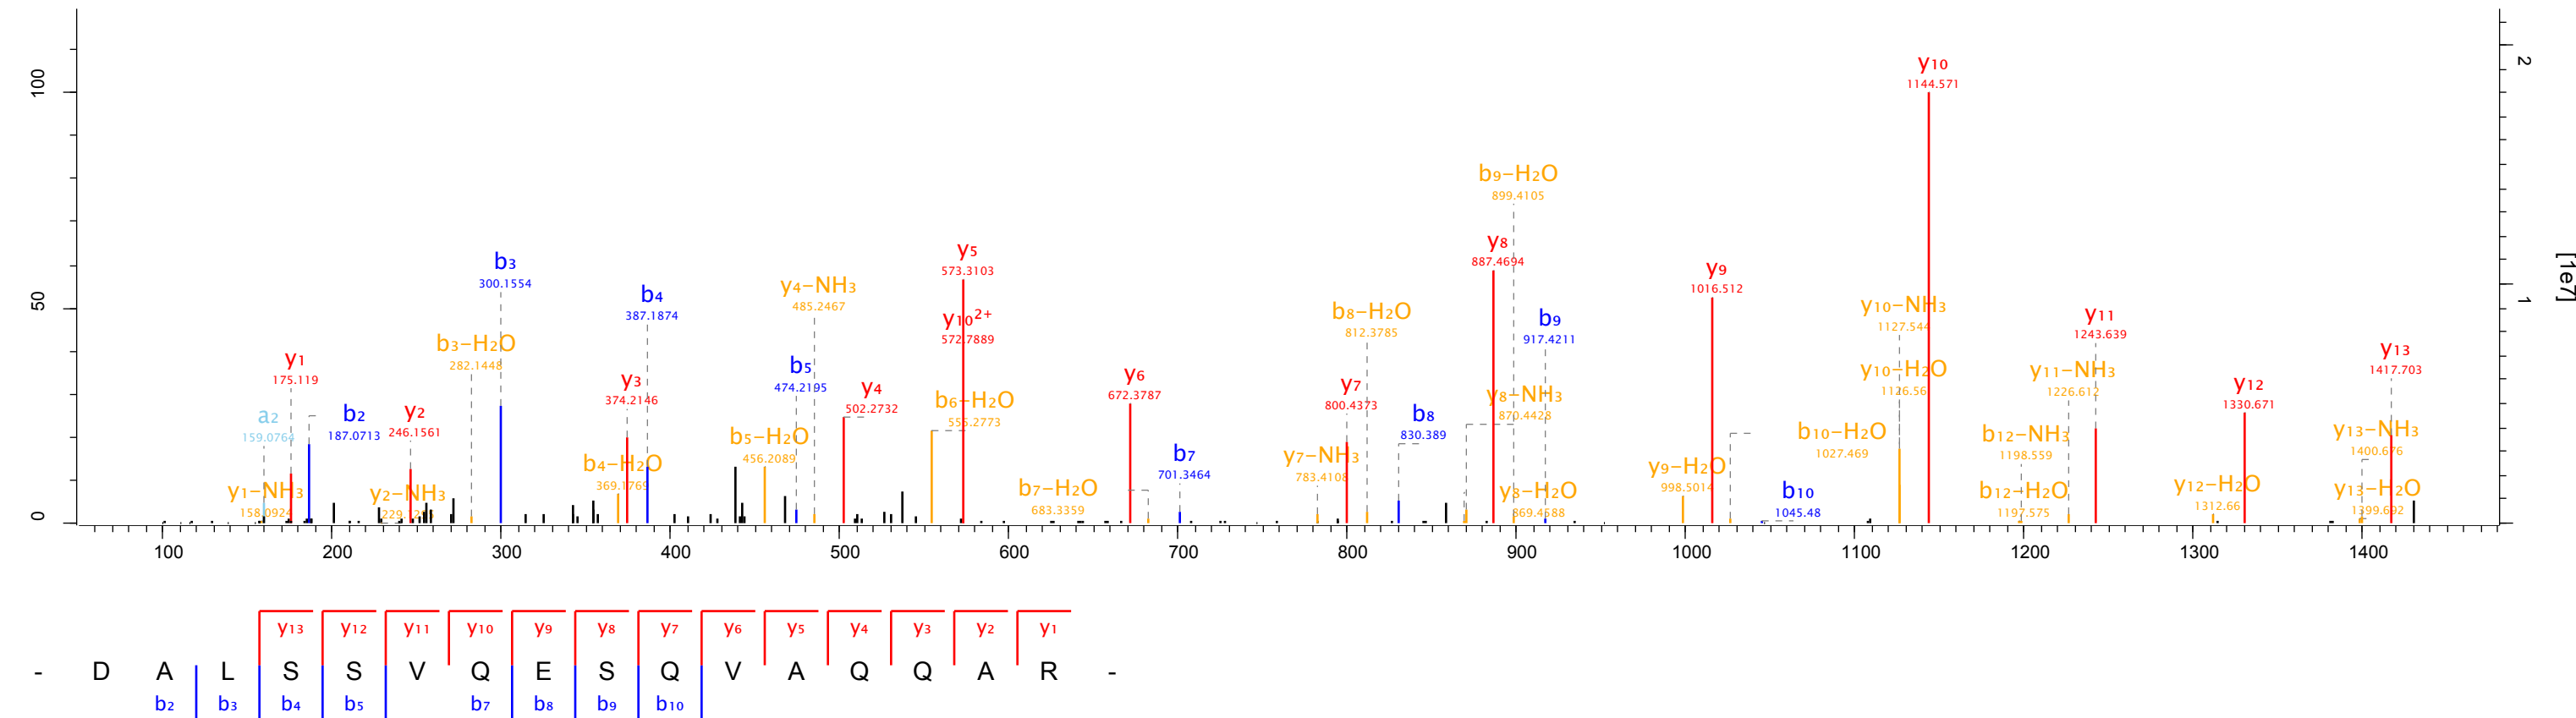 y10
1144.571
b9-H2O
899.4105
y8
887.4694
y5
573.3103
y10 2+
572.7889
b3
300.1554
b4
387.1874
y4-NH3
485.2467
b8-H2O
812.3785
b9
917.4211
y9
1016.512
y10-NH3
1127.544
y11
1243.639
y13
1417.703
y1
175.119
b3-H2O
282.1448
y3
374.2146
b5
474.2195
y4
502.2732
b6-H2O
555.2773
y6
672.3787
y7
800.4373
b8
830.389
y8-NH3
870.4428
y10-H2O
1126.56
y11-NH3
1226.612
y12
1330.671
a2
159.0764
b2
187.0713
y2
246.1561
b5-H2O
456.2089
b4-H2O
369.1769
b7
701.3464
y7-NH3
783.4108
b10-H2O
1027.469
b12-NH3
1198.559
y13-NH3
1400.676
y1-NH3
158.0924
y2-NH3
b7-H2O
683.3359
y8-H2O
869.4588
y9-H2O
998.5014
b10
1045.48
b12-H2O
1197.575
y12-H2O
1312.66
y13-H2O
1399.692
100
50
0
2
1
[1e7]
100 200 300 400 500 600 700 800 900 1000 1100 1200 1300 1400
y13 y12 y11 y10 y9 y8 y7 y6 y5 y4 y3 y2 y1
- D A L S S V Q E S Q V A Q Q A R -
b2 b3 b4 b5 b7 b8 b9 b10